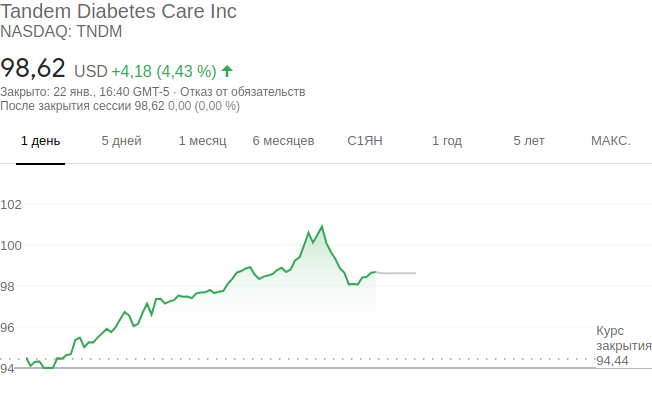 Tandem Diabetes Care Inc
NASDAQ: TNDM
98,62 USD +4,18 (4,43 %)
Закрыто: 22 янв., 16:40 GMT-5 · Отказ от обязательств
После закрытия сессии 98,62 0,00 (0,00 %)
1 день 5 дней 1 месяц 6 месяцев С1ЯН 1 год 5 лет МАКС.
102
100
98
96
94
Курс
закрытия
94,44